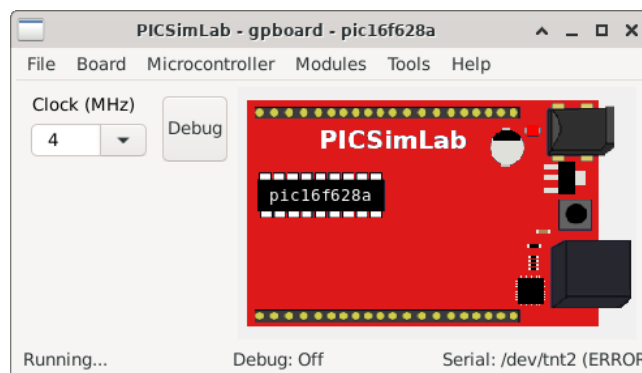 PICSimLab - gpboard - pic16f628a
File Board Microcontroller Modules Tools Help
Clock (MHz)
4
Debug
PICSimLab
pic16f628a
Running... Debug: Off Serial: /dev/tnt2 (ERROR